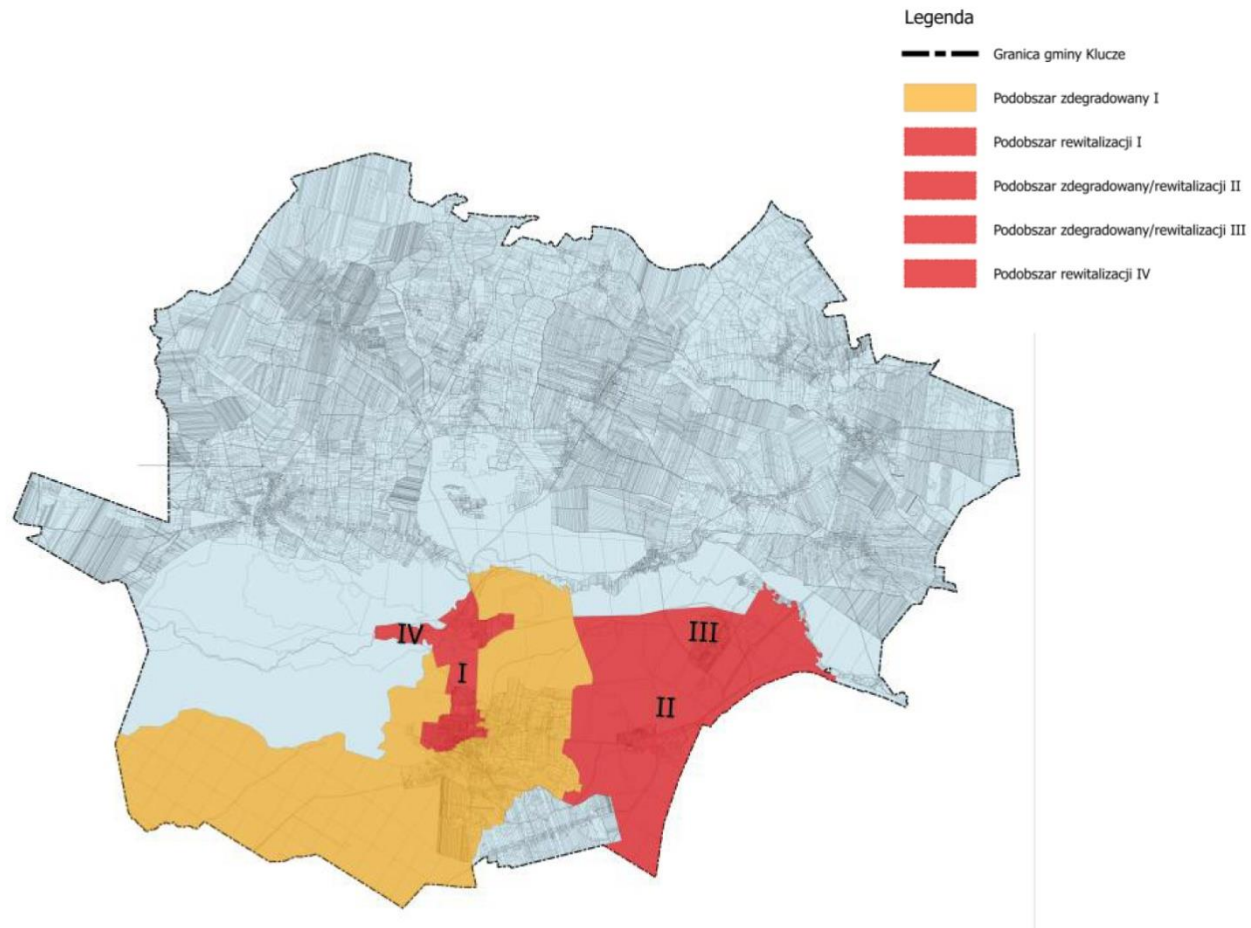 Legenda
Granica gminy Klucze
Podobszar zdegradowany I
Podobszar rewitalizacji I
Podobszar zdegradowany/rewitalizacji II
Podobszar zdegradowany/rewitalizacji III
Podobszar rewitalizacji IV
IV
III
I
II